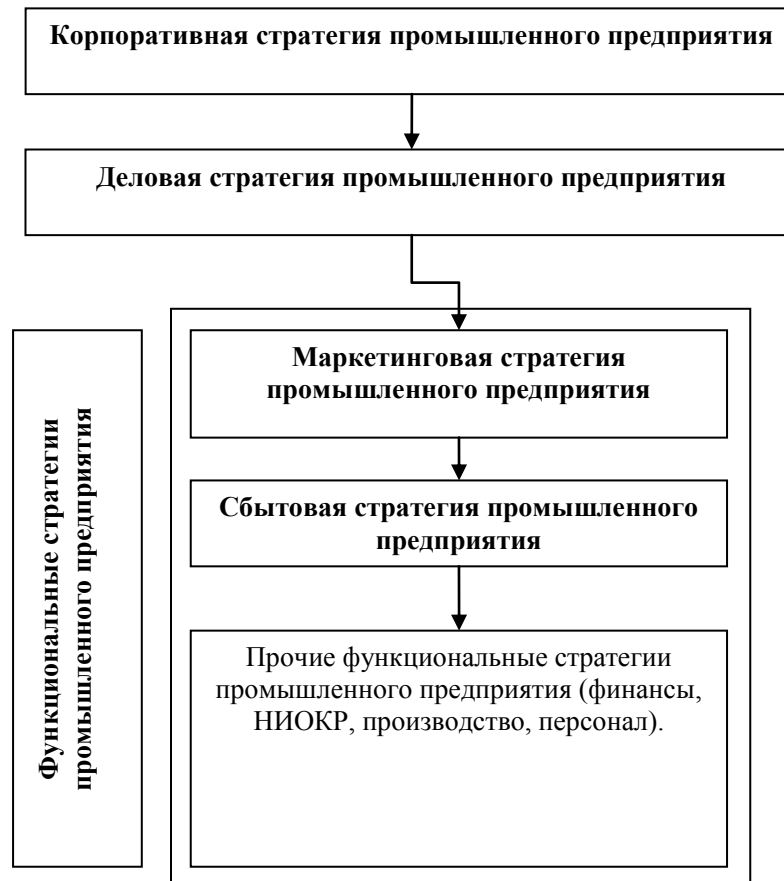 Корпоративная стратегия промышленного предприятия
Деловая стратегия промышленного предприятия
Функциональные стратегии
промышленного предприятия
Маркетинговая стратегия
промышленного предприятия
Сбытовая стратегия промышленного
предприятия
Прочие функциональные стратегии
промышленного предприятия (финансы,
НИОКР, производство, персонал).